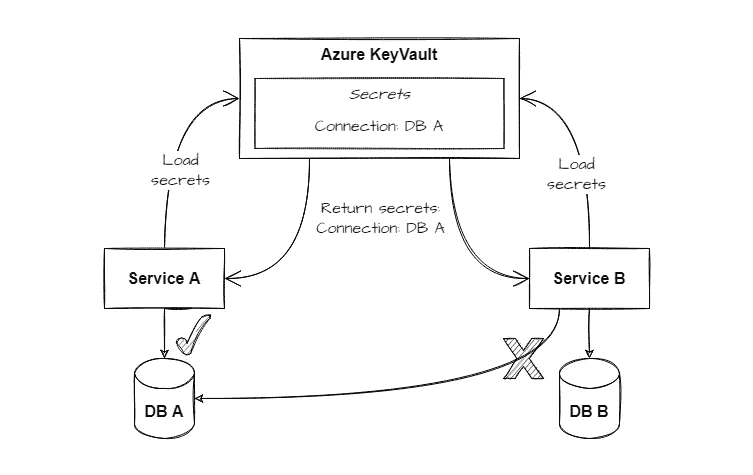 Azure KeyVault
Secrets
Connection: DB A
Load
secrets
Load
secrets
Return secrets:
Connection: DB A
Service A
Service B
DB A
DB B